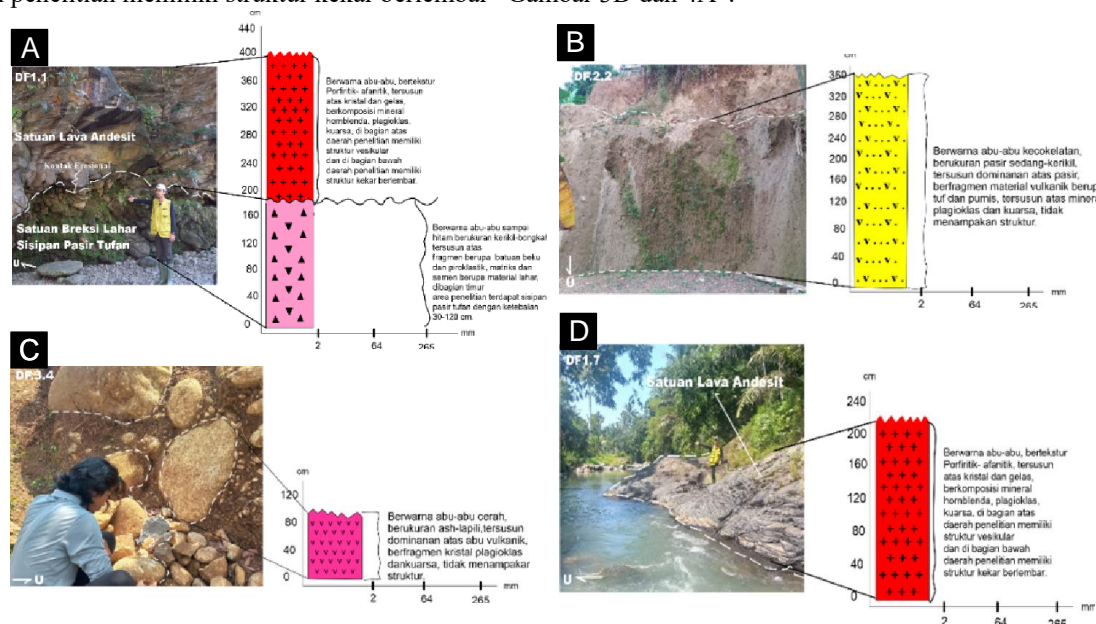 penelitian memiliki struktur kekar berlembar
A
cm
440
400
360
320
280
240
200
160
120
80
40
0
DF1.1
Satuan Lava Andesit
Kontak Erosional
Satuan Breksi Lahar
Sisipan Pasir Tufan
U
Berwarna abu-abu, bertekstur
Porfiritik- afanitik, tersusun
atas kristal dan gelas,
berkomposisi mineral
hornblenda, plagioklas,
kuarsa, di bagian atas
daerah penelitian memiliki
struktur vesikular
dan di bagian bawah
daerah penelitian memiliki
struktur kekar berlembar.
Berwarna abu-abu sampai
hitam berukuran kerikil-bongkah
tersusun atas
fragmen berupa batuan beku
dan piroklastik, matriks dan
semen berupa material lahar,
dibagian timur
area penelitian terdapat sisipan
pasir tufan dengan ketebalan
30-120 cm.
2 64 265 mm
B
cm
360
320
280
240
200
160
120
80
40
0
DF.2.2
U
Berwarna abu-abu kecokelatan,
berukuran pasir sedang-kerikil,
tersusun dominanan atas pasir,
berfragmen material vulkanik berup
tuf dan pumis, tersusun atas minera
plagioklas dan kuarsa, tidak
menampakan struktur.
2 64 265 mm
C
DF.3.4
U
cm
120
80
40
0
Berwarna abu-abu cerah,
berukuran ash-lapili,tersusun
dominanan atas abu vulkanik,
berfragmen kristal plagioklas
dankuarsa, tidak menampakar
struktur.
2 64 265 mm
D
DF1.7
Satuan Lava Andesit
U
cm
240
200
160
120
80
40
0
Berwarna abu-abu, bertekstur
Porfiritik- afanitik, tersusun
atas kristal dan gelas,
berkomposisi mineral
hornblenda, plagioklas,
kuarsa, di bagian atas
daerah penelitian memiliki
struktur vesikular
dan di bagian bawah
daerah penelitian memiliki
struktur kekar berlembar.
2 64 265 mm